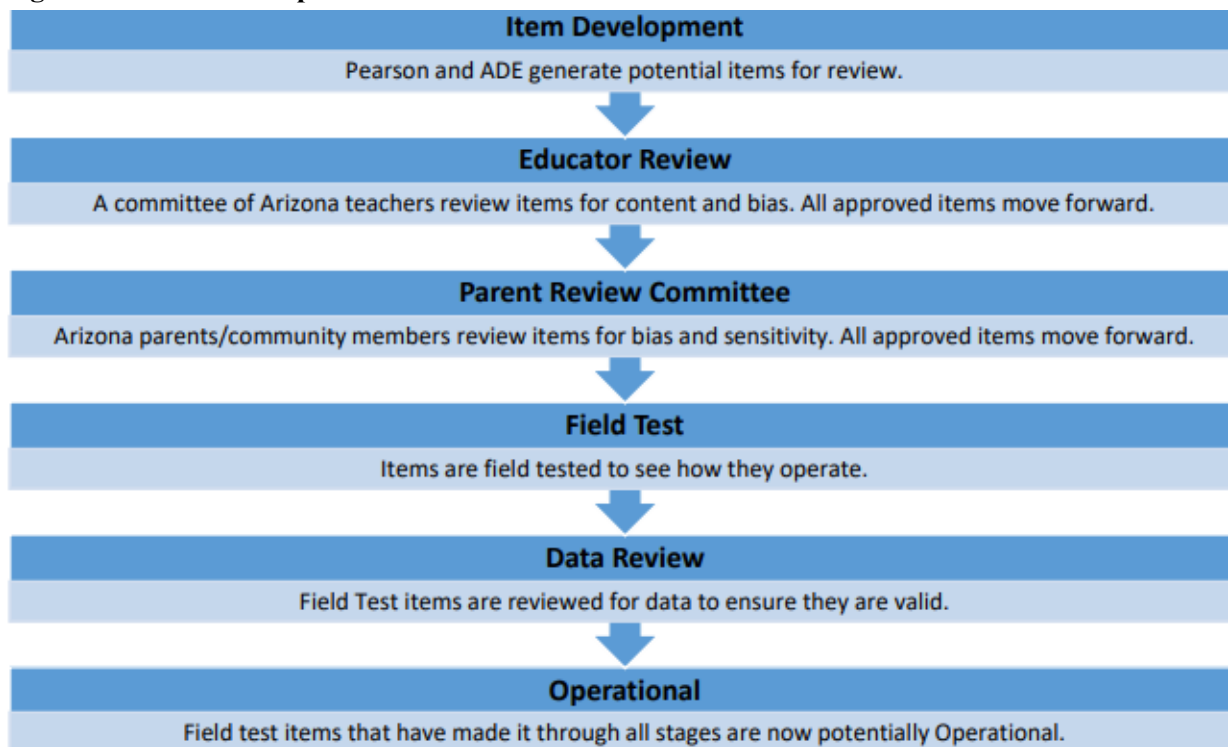 Item Development
Pearson and ADE generate potential items for review.
Educator Review
A committee of Arizona teachers review items for content and bias. All approved items move forward.
Parent Review Committee
Arizona parents/community members review items for bias and sensitivity. All approved items move forward.
Field Test
Items are field tested to see how they operate.
Data Review
Field Test items are reviewed for data to ensure they are valid.
Operational
Field test items that have made it through all stages are now potentially Operational.